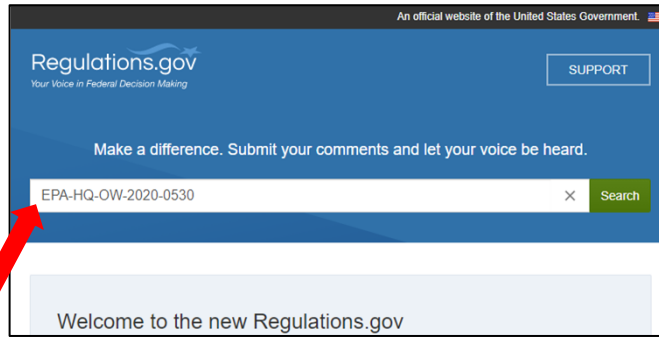 An official website of the United States Government.
Regulations.gov
Your Voice in Federal Decision Making
SUPPORT
Make a difference. Submit your comments and let your voice be heard.
EPA-HQ-OW-2020-0530
Search
Welcome to the new Regulations.gov